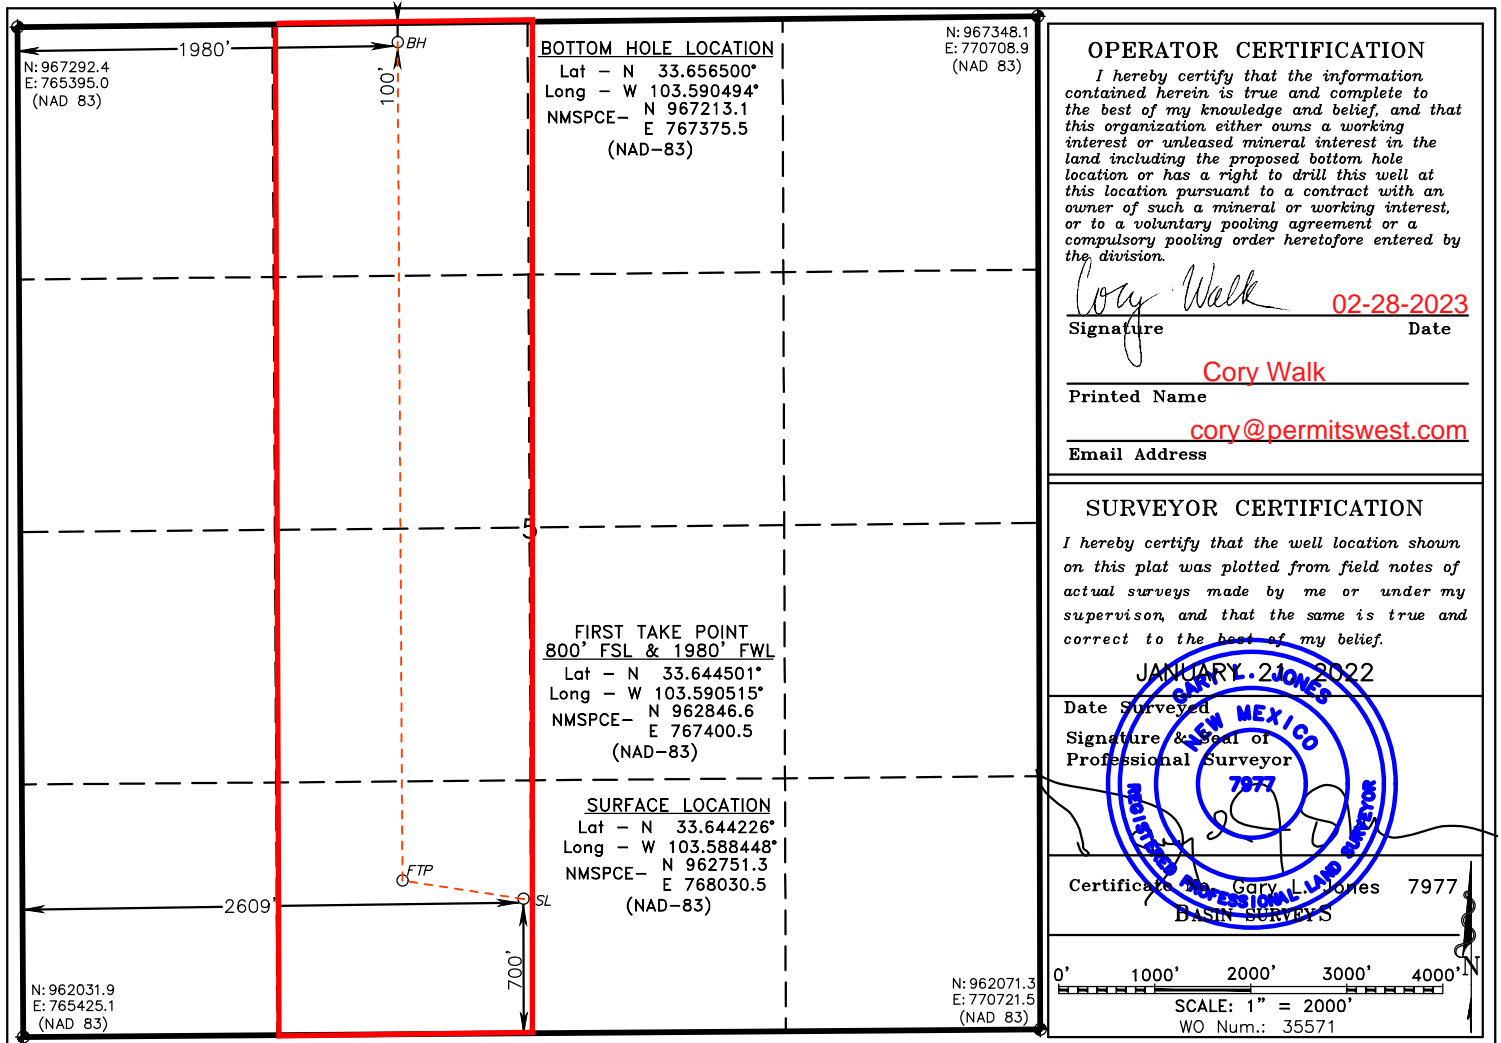 1980'
BH
100'
N: 967292.4
E: 765395.0
(NAD 83)
BOTTOM HOLE LOCATION
Lat - N 33.656500°
Long - W 103.590494°
NMSPCE- N 967213.1
E 767375.5
(NAD-83)
N: 967348.1
E: 770708.9
(NAD 83)
5
FIRST TAKE POINT
800' FSL & 1980' FWL
Lat - N 33.644501°
Long - W 103.590515°
NMSPCE- N 962846.6
E 767400.5
(NAD-83)
SURFACE LOCATION
Lat - N 33.644226°
Long - W 103.588448°
NMSPCE- N 962751.3
E 768030.5
(NAD-83)
FTP
SL
2609'
700'
N: 962031.9
E: 765425.1
(NAD 83)
N: 962071.3
E: 770721.5
(NAD 83)
OPERATOR CERTIFICATION
I hereby certify that the information
contained herein is true and complete to
the best of my knowledge and belief, and that
this organization either owns a working
interest or unleased mineral interest in the
land including the proposed bottom hole
location or has a right to drill this well at
this location pursuant to a contract with an
owner of such a mineral or working interest,
or to a voluntary pooling agreement or a
compulsory pooling order heretofore entered by
the division.
Cory Walk 02-28-2023
Signature Date
Cory Walk
Printed Name
cory@permitswest.com
Email Address
SURVEYOR CERTIFICATION
I hereby certify that the well location shown
on this plat was plotted from field notes of
actual surveys made by me or under my
supervison, and that the same is true and
correct to the best of my belief.
JANUARY 21, 2022
Date Surveyed
Signature & Seal of
Professional Surveyor
GARY L. JONES
NEW MEXICO
7977
REGISTERED PROFESSIONAL LAND SURVEYOR
Certificate No. Gary L. Jones 7977
BASIN SURVEYS
N
0' 1000' 2000' 3000' 4000'
SCALE: 1" = 2000'
WO Num.: 35571